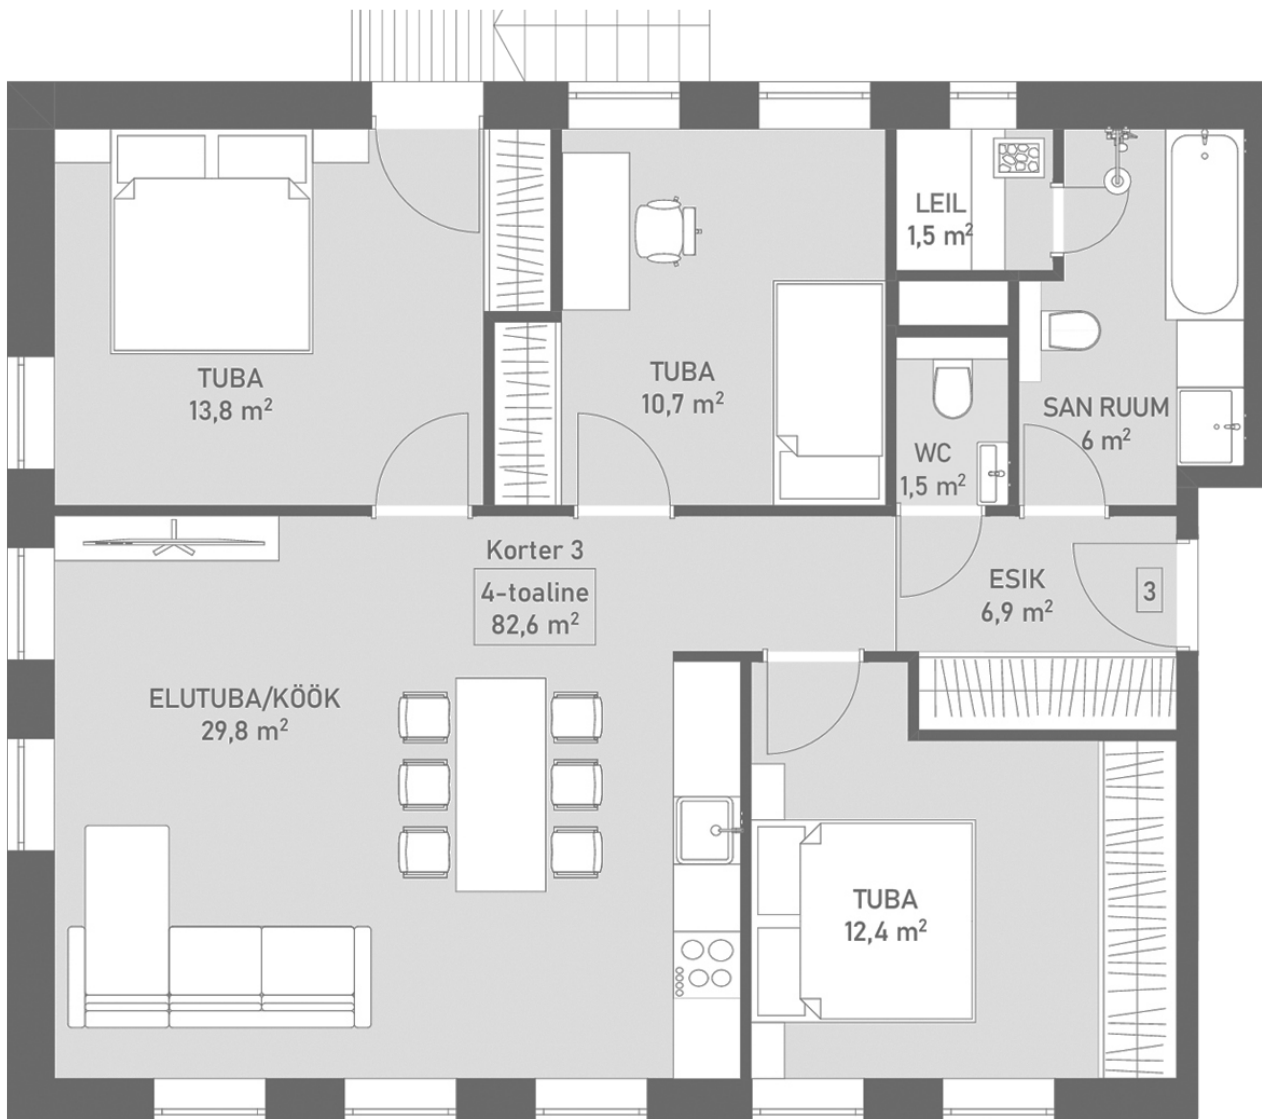 LEIL
1,5 m²
TUBA
13,8 m²
TUBA
10,7 m²
SAN RUUM
6 m²
WC
1,5 m²
Korter 3
4-toaline
82,6 m²
ESIK
6,9 m²
3
ELUTUBA/KÖÖK
29,8 m²
TUBA
12,4 m²